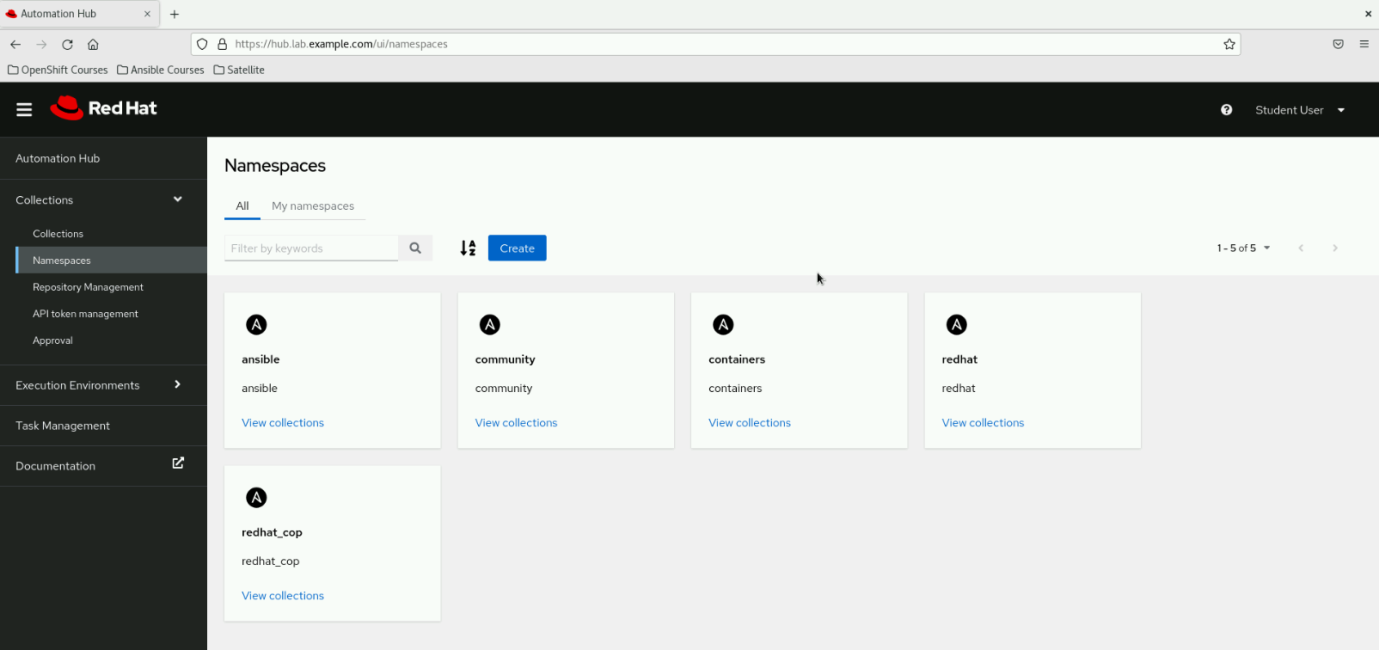 Automation Hub
https://hub.lab.example.com/ui/namespaces
OpenShift Courses Ansible Courses Satellite
Red Hat
Student User
Automation Hub
Collections
Collections
Namespaces
Repository Management
API token management
Approval
Execution Environments
Task Management
Documentation
Namespaces
All My namespaces
Filter by keywords
Create
1 - 5 of 5
ansible
ansible
View collections
community
community
View collections
containers
containers
View collections
redhat
redhat
View collections
redhat_cop
redhat_cop
View collections